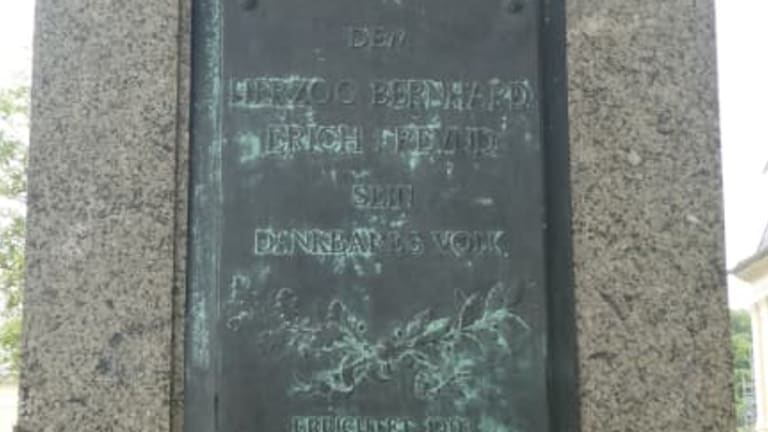 DEM
HERZOG BERNHARD
ERICH FREUND
SEIN
DANKBARES VOLK
ERRICHTET